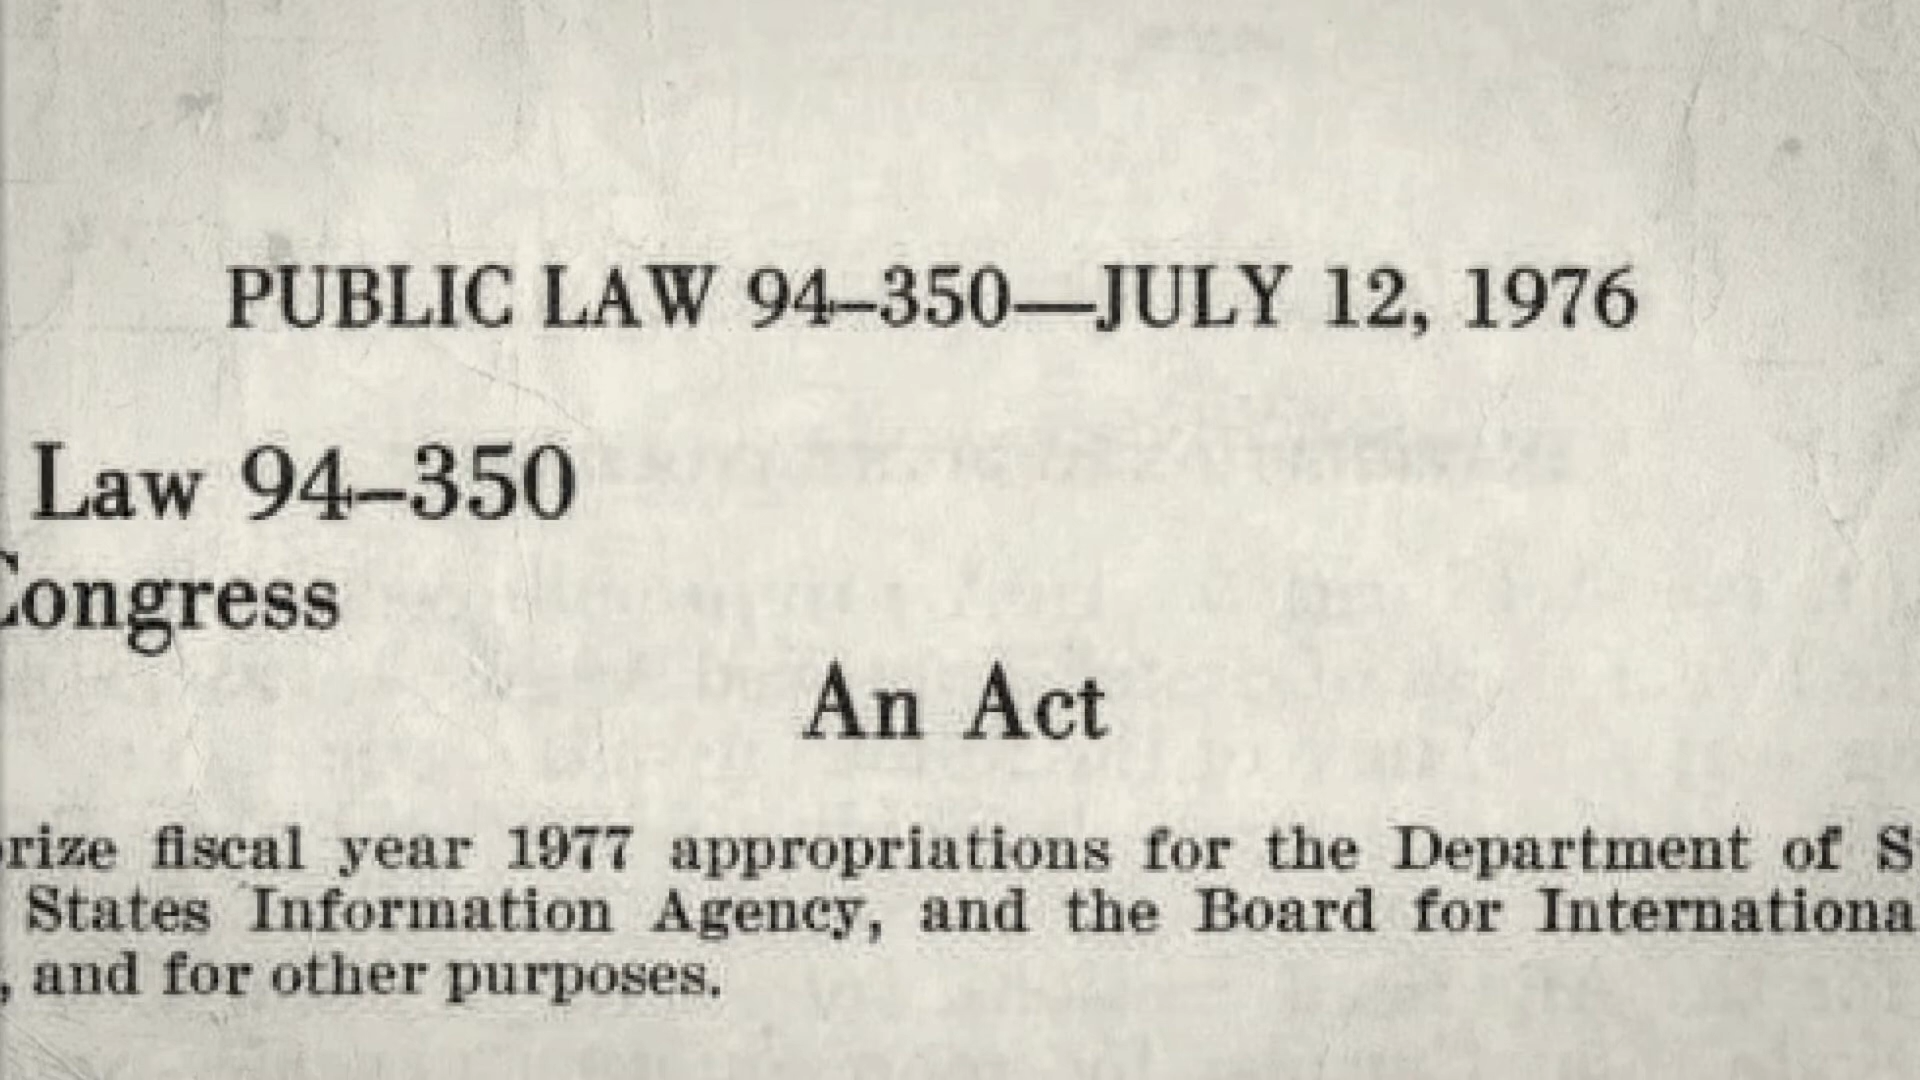 PUBLIC LAW 94–350—JULY 12, 1976
Law 94–350
Congress
An Act
rize fiscal year 1977 appropriations for the Department of S
States Information Agency, and the Board for Internationa
, and for other purposes.